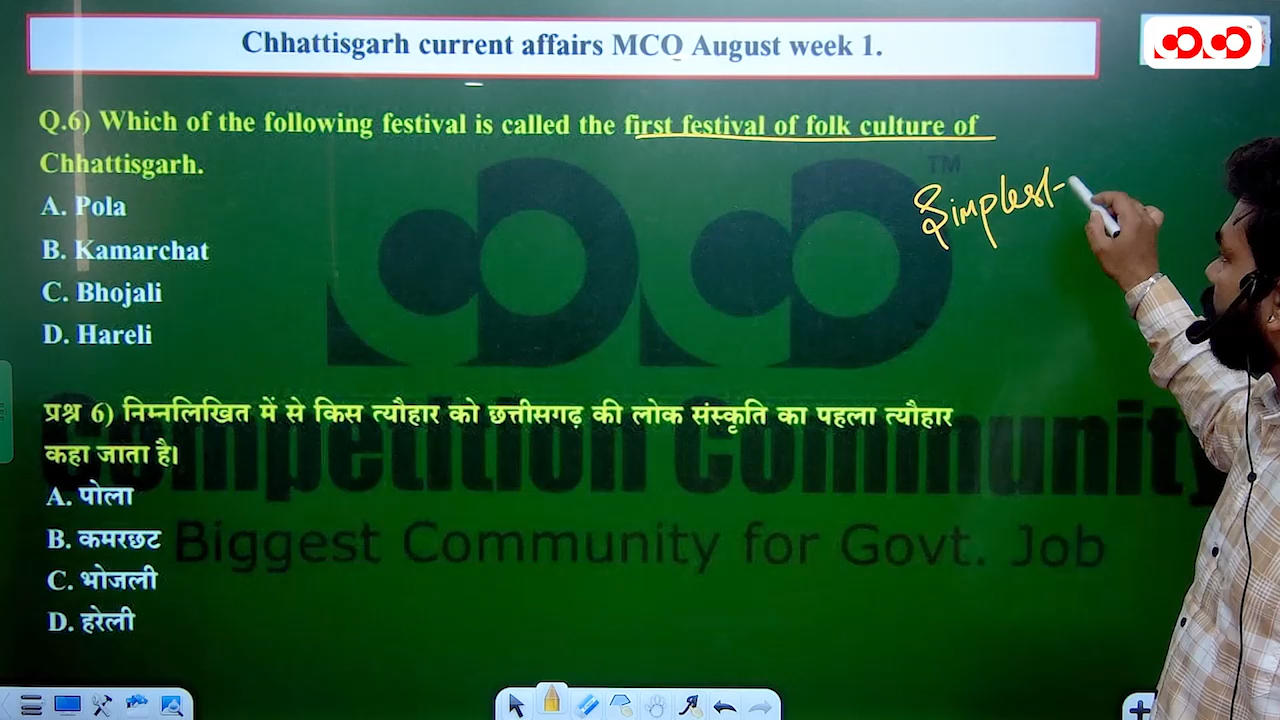 Chhattisgarh current affairs MCQ August week 1.
Q.6) Which of the following festival is called the first festival of folk culture of
Chhattisgarh.
A. Pola
B. Kamarchat
C. Bhojali
D. Hareli
Simplest-
प्रश्न 6) निम्नलिखित में से किस त्यौहार को छत्तीसगढ़ की लोक संस्कृति का पहला त्यौहार
कहा जाता है।
A. पोला
B. कमरछट
C. भोजली
D. हरेली
TM
Competition Community
Biggest Community for Govt. Job